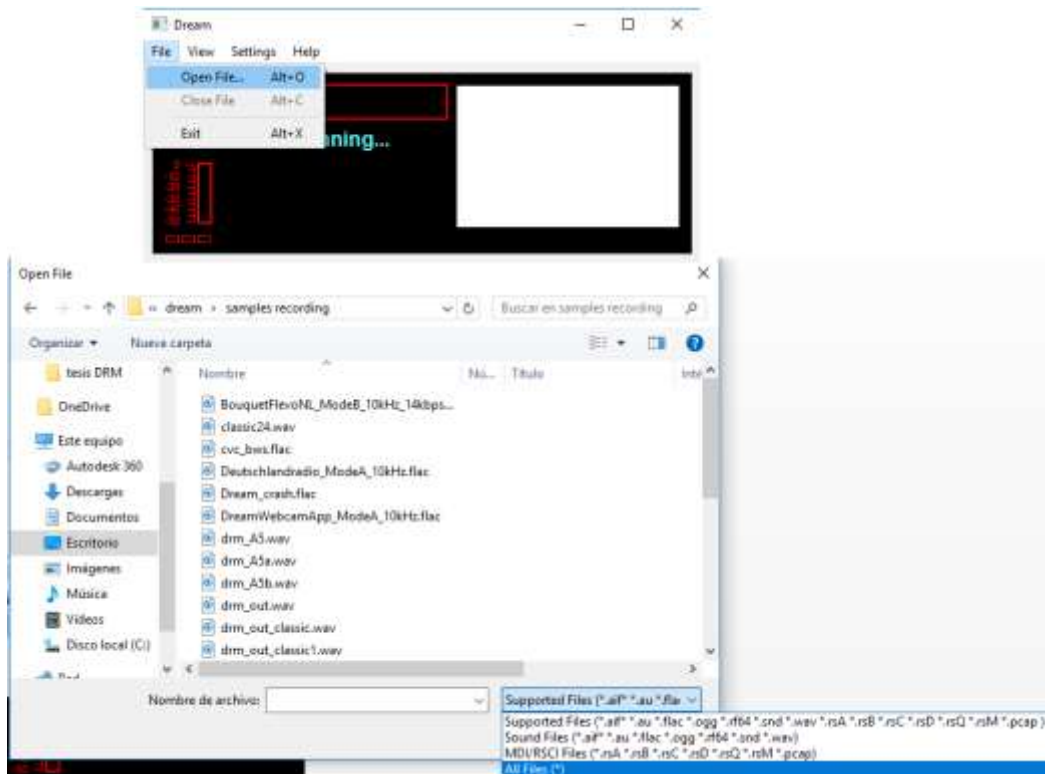 Dream
File View Settings Help
Open File... Alt+O
Close File Alt+C
Exit Alt+X
nning...
Open File
« dream › samples recording
Buscar en samples recording
Organizar Nueva carpeta
Nombre Nú... Título Inté
tesis DRM
OneDrive
Este equipo
Autodesk 360
Descargas
Documentos
Escritorio
Imágenes
Música
Vídeos
Disco local (C:)
BouquetFlevoNL_ModeB_10kHz_14kbps...
classic24.wav
cvc_bws.flac
Deutschlandradio_ModeA_10kHz.flac
Dream_crash.flac
DreamWebcamApp_ModeA_10kHz.flac
drm_A5.wav
drm_A5a.wav
drm_A5b.wav
drm_out.wav
drm_out_classic.wav
drm_out_classic1.wav
Nombre de archivo:
Supported Files (*.aif* *.au *.flac
Supported Files (*.aif* *.au *.flac *.ogg *.rf64 *.snd *.wav *.rsA *.rsB *.rsC *.rsD *.rsQ *.rsM *.pcap )
Sound Files (*.aif* *.au *.flac *.ogg *.rf64 *.snd *.wav)
MDI/RSCI Files (*.rsA *.rsB *.rsC *.rsD *.rsQ *.rsM *.pcap)
All Files (*)